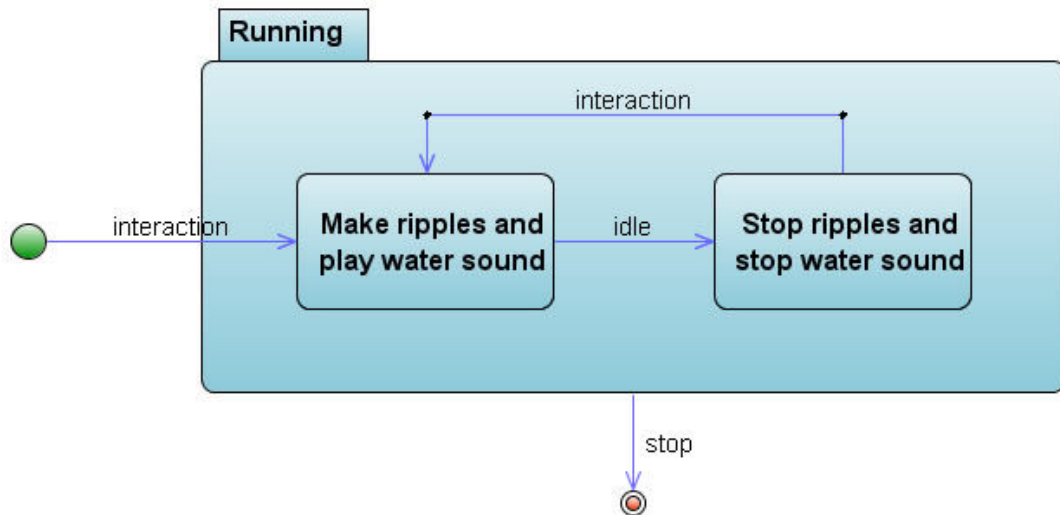 Running
interaction
interaction
Make ripples and
play water sound
idle
Stop ripples and
stop water sound
stop